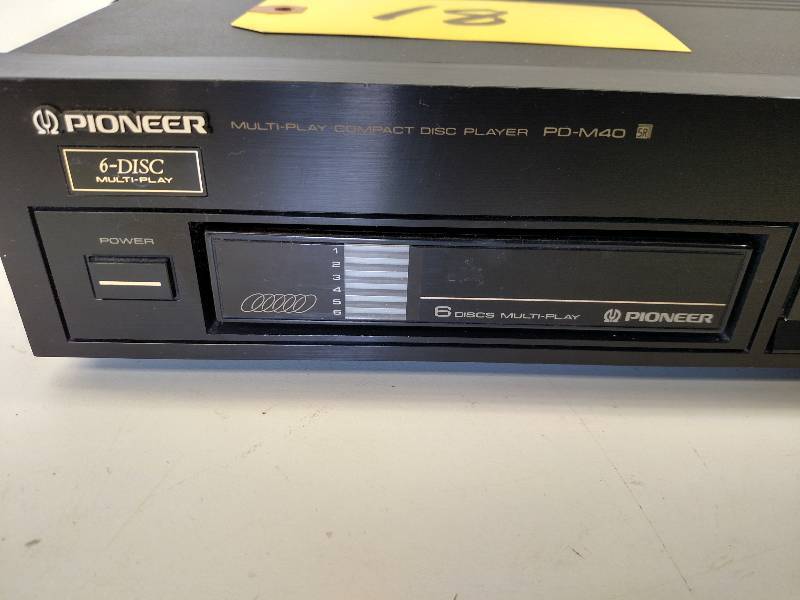 18
PIONEER
MULTI-PLAY COMPACT DISC PLAYER PD-M40 SR
6-DISC
MULTI-PLAY
POWER
1
2
3
4
5
6
6 DISCS MULTI-PLAY PIONEER